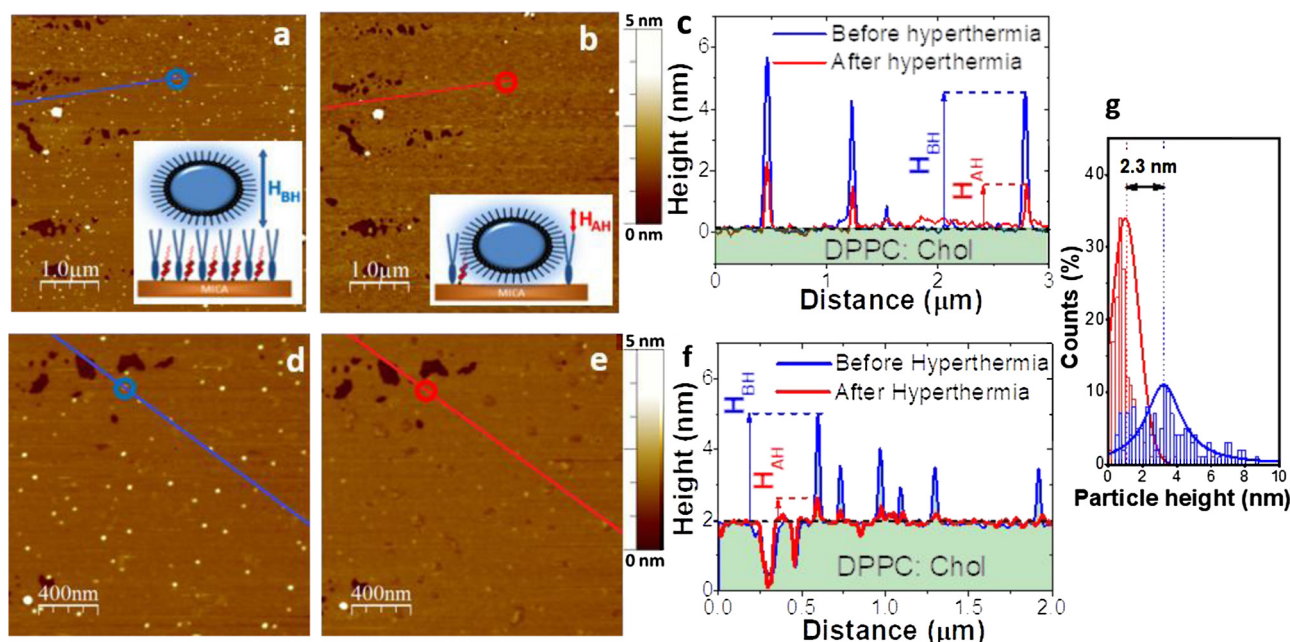 a
H_BH
MICA
1.0μm
b
H_AH
MICA
1.0μm
5 nm
0 nm
c
Before hyperthermia
After hyperthermia
H_BH
H_AH
DPPC: Chol
Height (nm)
6
4
2
0
0 1 2 3
Distance (μm)
d
400nm
e
400nm
5 nm
0 nm
f
Before Hyperthermia
After Hyperthermia
H_BH
H_AH
DPPC: Chol
Height (nm)
6
4
2
0
0.0 0.5 1.0 1.5 2.0
Distance (μm)
g
2.3 nm
Counts (%)
40
30
20
10
0
0 2 4 6 8 10
Particle height (nm)